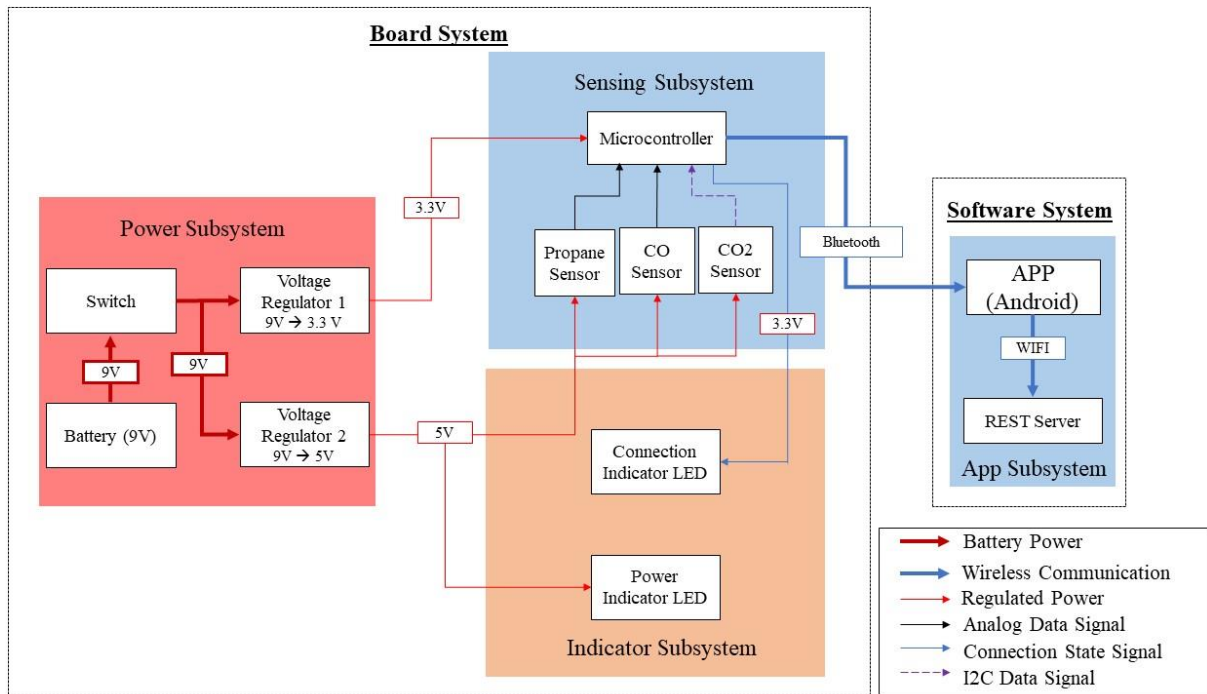 Board System
Sensing Subsystem
Microcontroller
3.3V
Power Subsystem
Switch
9V
Battery (9V)
9V
Voltage
Regulator 1
9V → 3.3 V
Voltage
Regulator 2
9V → 5V
5V
Propane
Sensor
CO
Sensor
CO2
Sensor
3.3V
Connection
Indicator LED
Power
Indicator LED
Indicator Subsystem
Bluetooth
Software System
APP
(Android)
WIFI
REST Server
App Subsystem
Battery Power
Wireless Communication
Regulated Power
Analog Data Signal
Connection State Signal
I2C Data Signal